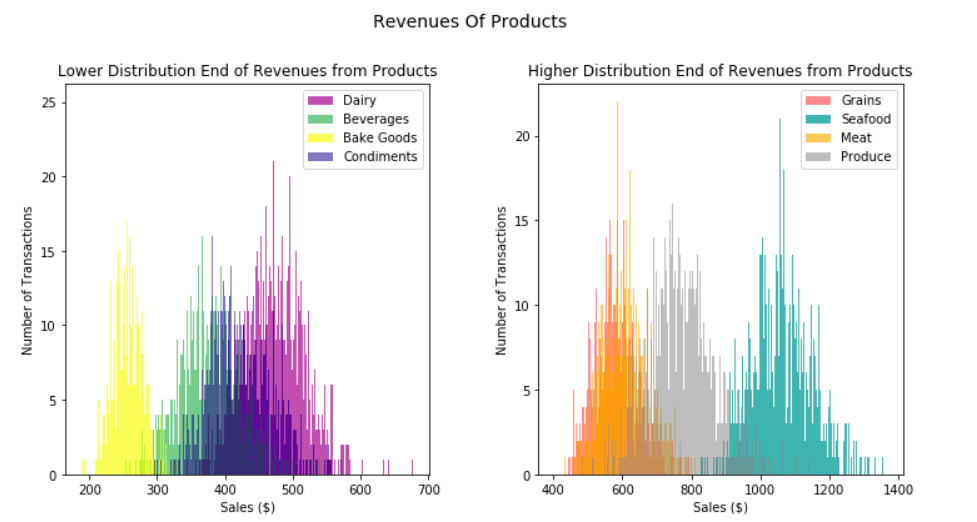 Revenues Of Products
Lower Distribution End of Revenues from Products
Number of Transactions
25
20
15
10
5
0
Dairy
Beverages
Bake Goods
Condiments
200 300 400 500 600 700
Sales ($)
Higher Distribution End of Revenues from Products
Number of Transactions
20
15
10
5
0
Grains
Seafood
Meat
Produce
400 600 800 1000 1200 1400
Sales ($)